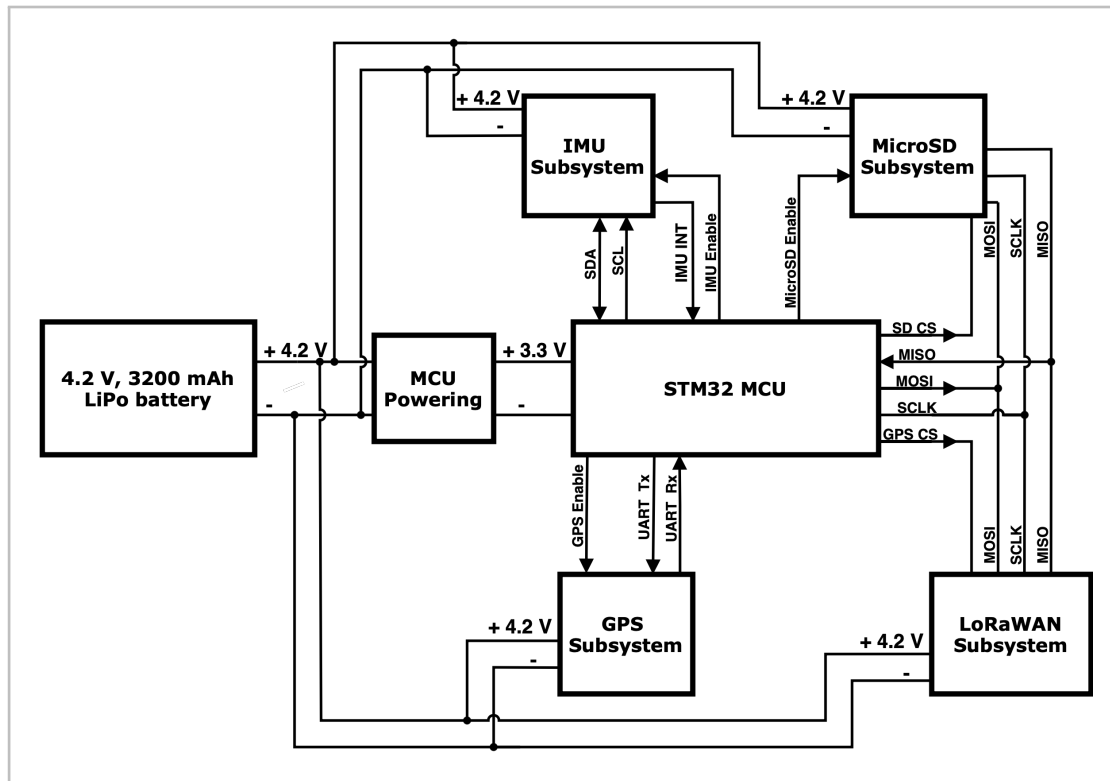 + 4.2 V
-
IMU
Subsystem
+ 4.2 V
-
MicroSD
Subsystem
SDA
SCL
IMU INT
IMU Enable
MicroSD Enable
MOSI
SCLK
MISO
4.2 V, 3200 mAh
LiPo battery
+ 4.2 V
-
MCU
Powering
+ 3.3 V
-
STM32 MCU
SD CS
MISO
MOSI
SCLK
GPS CS
GPS Enable
UART Tx
UART Rx
MOSI
SCLK
MISO
+ 4.2 V
-
GPS
Subsystem
+ 4.2 V
-
LoRaWAN
Subsystem